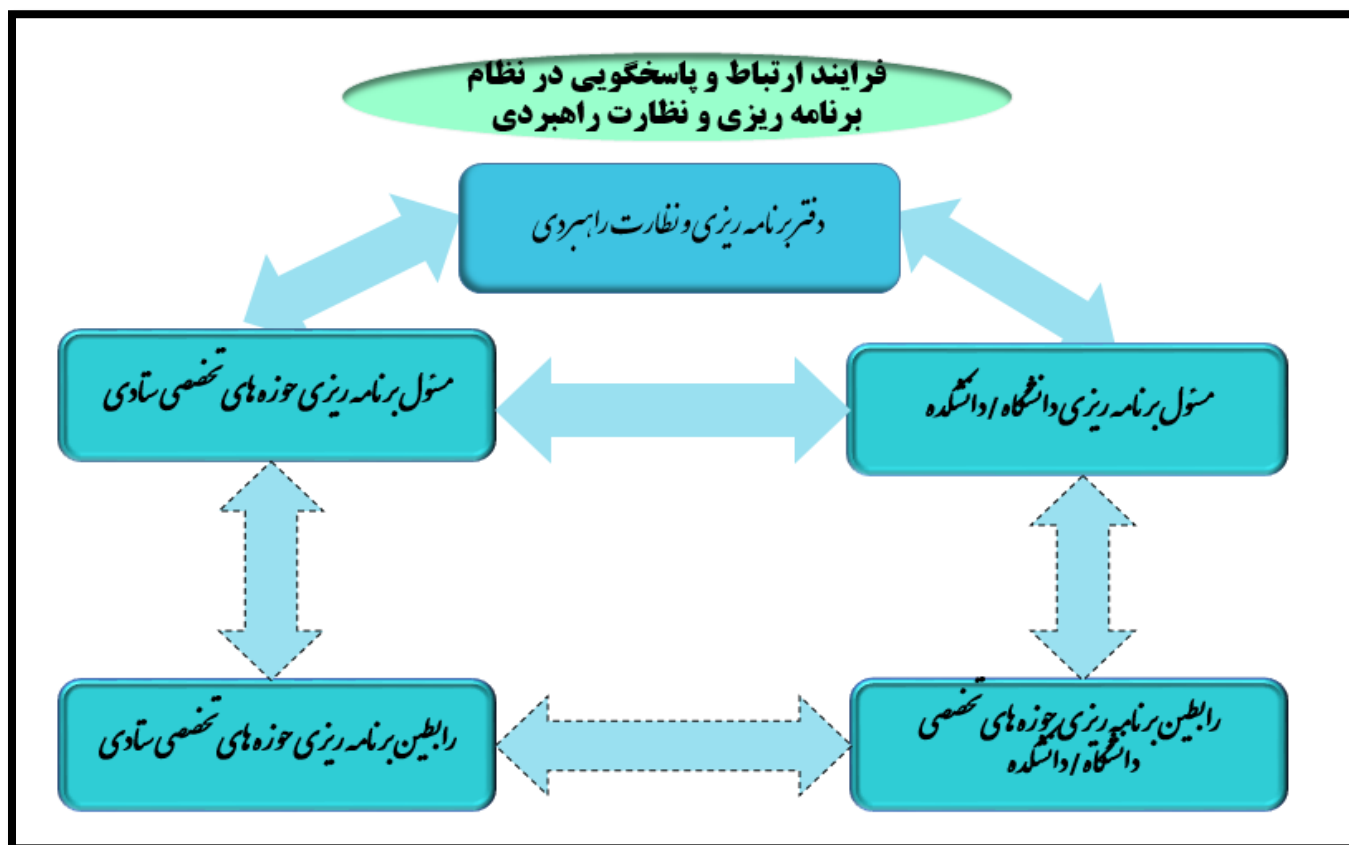 فرایند ارتباط و پاسخگویی در نظام
برنامه ریزی و نظارت راهبردی
دفتر برنامه ریزی و نظارت راهبردی
مسئول برنامه ریزی دانشگاه / دانشکده
مسئول برنامه ریزی حوزه های تخصصی ستادی
رابطین برنامه ریزی حوزه های تخصصی
دانشگاه / دانشکده
رابطین برنامه ریزی حوزه های تخصصی ستادی